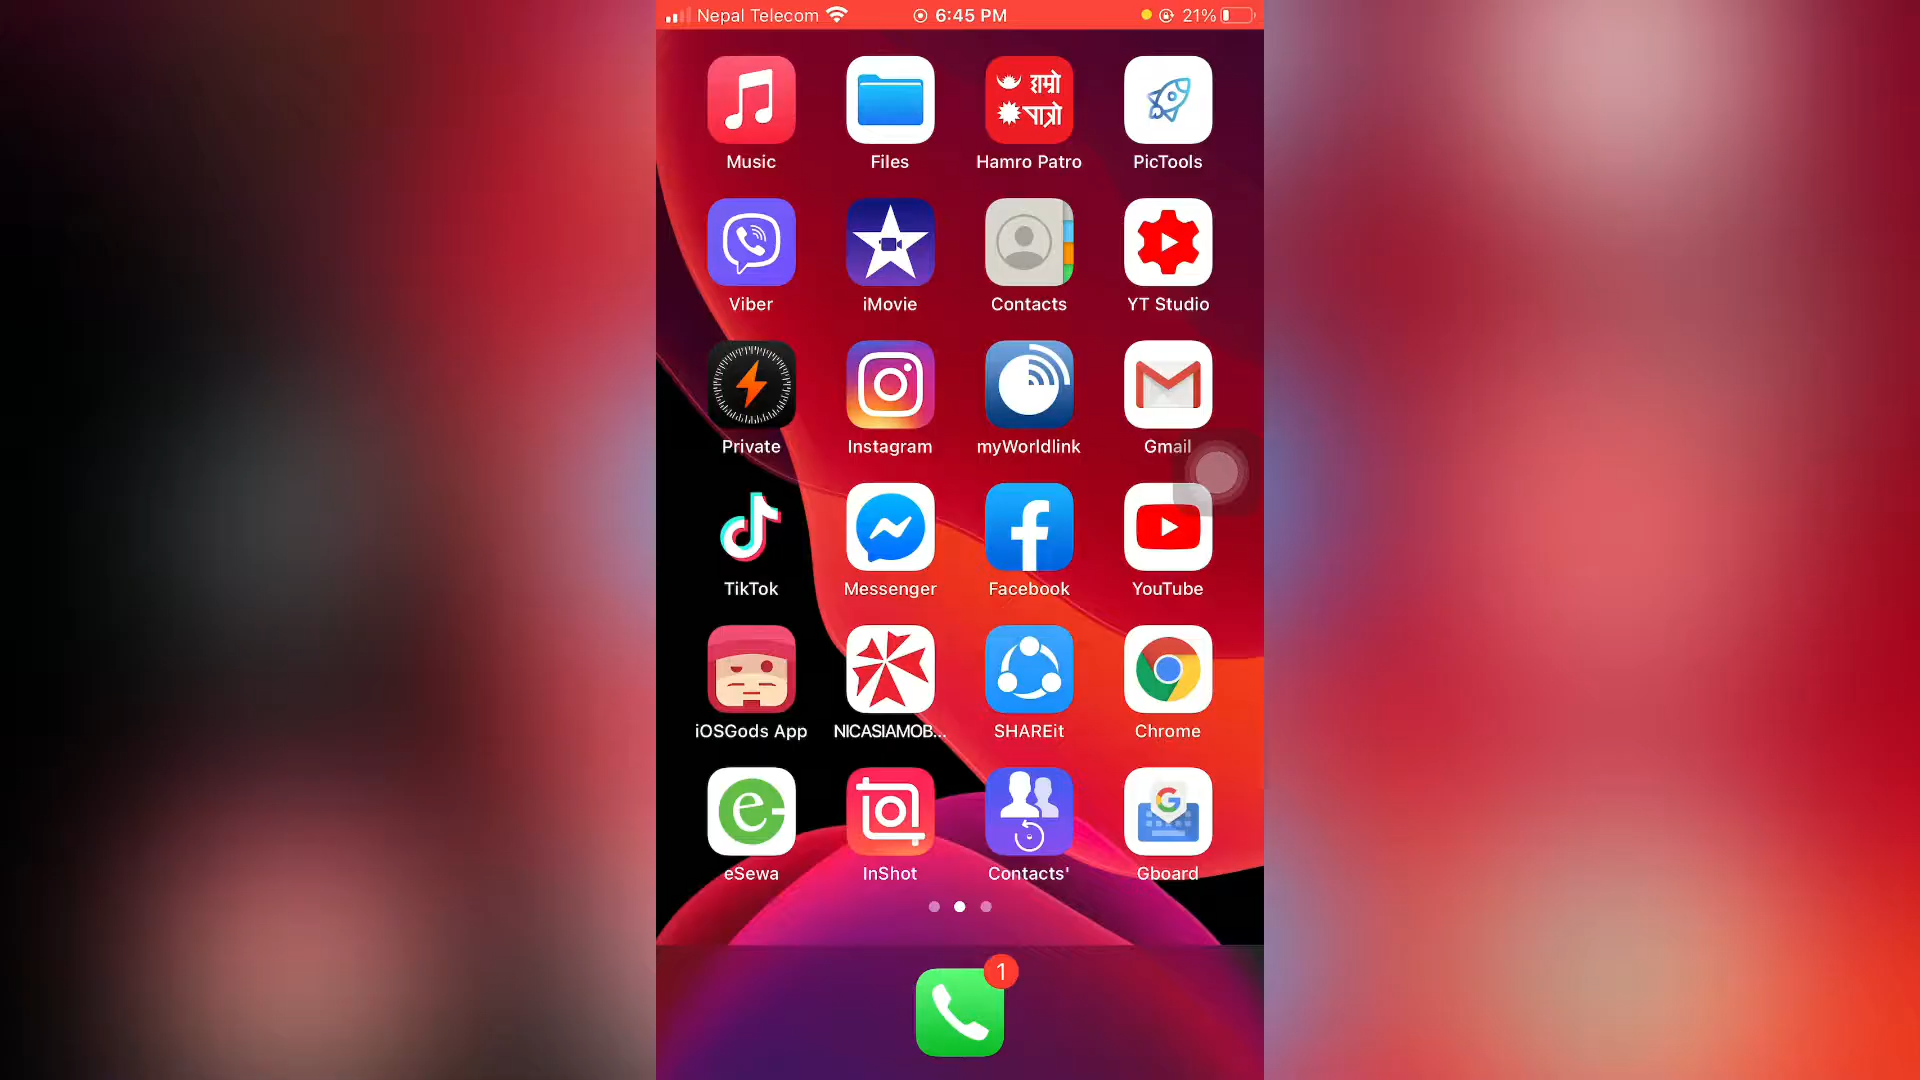 Nepal Telecom 6:45 PM 21%
हाम्रो
पात्रो
Music Files Hamro Patro PicTools
Viber iMovie Contacts YT Studio
Private Instagram myWorldlink Gmail
TikTok Messenger Facebook YouTube
iOSGods App NICASIAMOB... SHAREit Chrome
eSewa InShot Contacts' Gboard
1